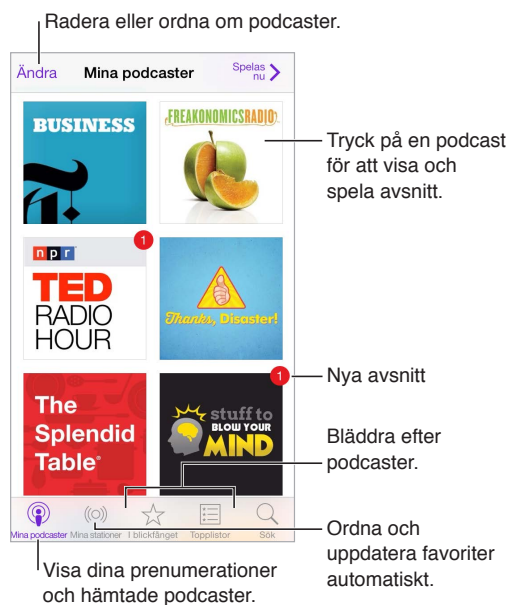 Radera eller ordna om podcaster.
Ändra
Mina podcaster
Spelas
nu
BUSINESS
FREAKONOMICS RADIO
Tryck på en podcast
för att visa och
spela avsnitt.
npr
1
TED
RADIO
HOUR
Thanks, Disaster!
The
Splendid
Table®
1
stuff to
BLOW YOUR
MIND
Nya avsnitt
Bläddra efter
podcaster.
Mina podcaster
Mina stationer
I blickfånget
Topplistor
Sök
Ordna och
uppdatera favoriter
automatiskt.
Visa dina prenumerationer
och hämtade podcaster.